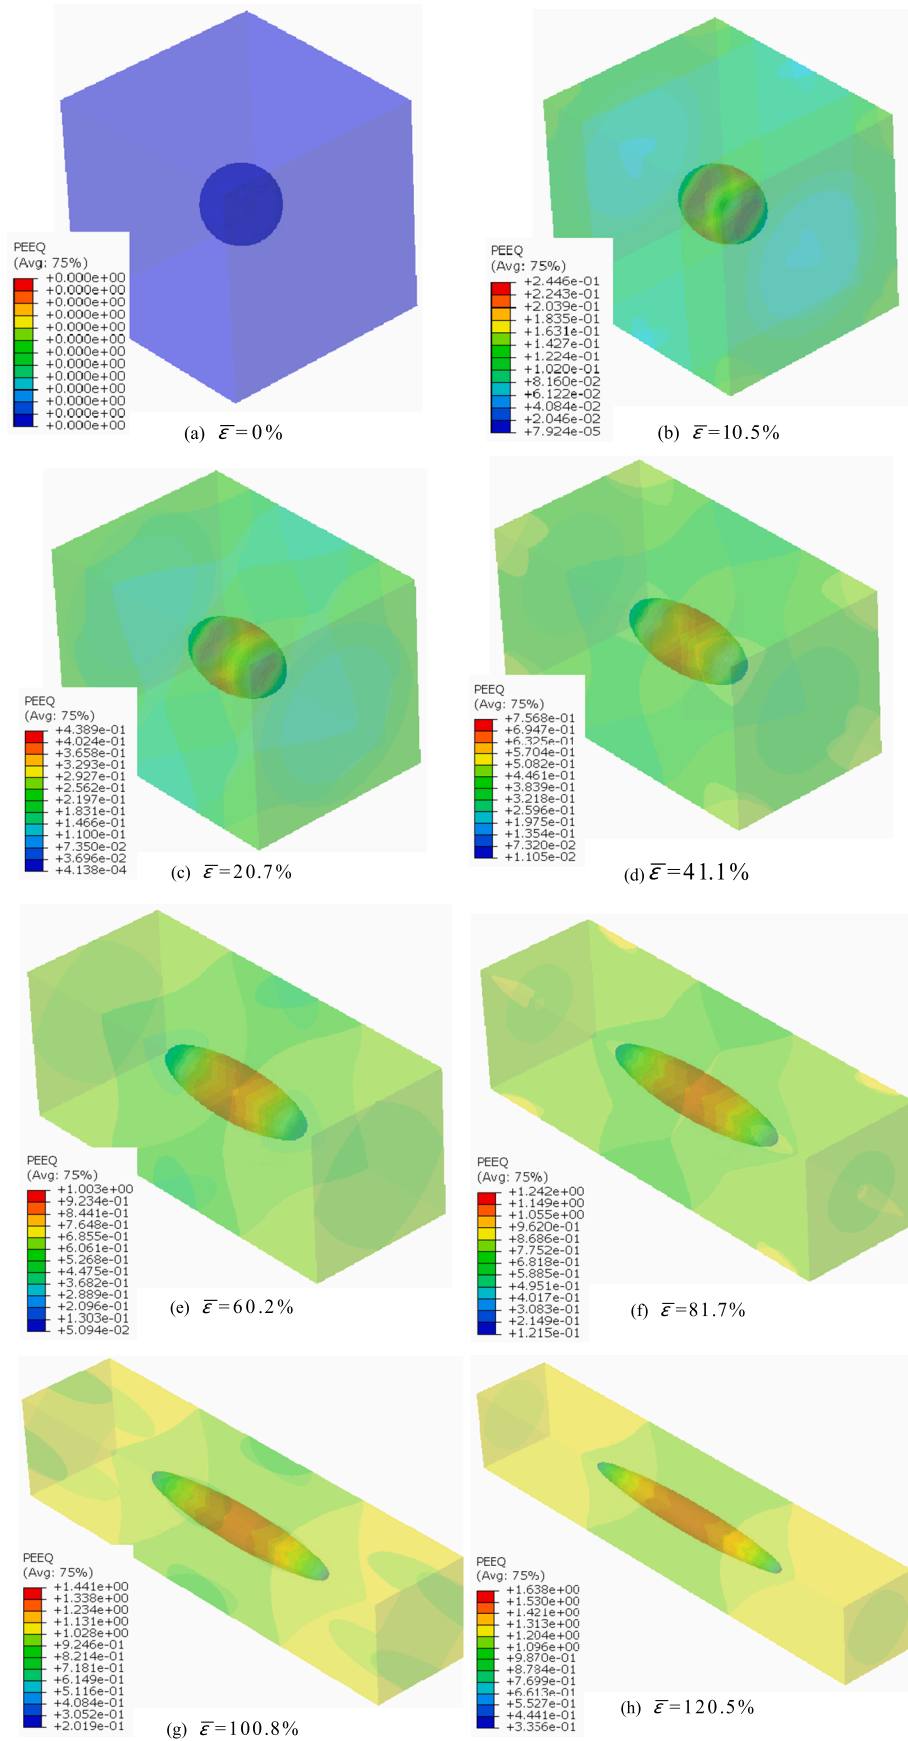 PEEQ
(Avg: 75%)
+0.000e+00
+0.000e+00
+0.000e+00
+0.000e+00
+0.000e+00
+0.000e+00
+0.000e+00
+0.000e+00
+0.000e+00
+0.000e+00
+0.000e+00
+0.000e+00
+0.000e+00
(a) ε̅=0%
PEEQ
(Avg: 75%)
+2.446e-01
+2.243e-01
+2.039e-01
+1.835e-01
+1.631e-01
+1.427e-01
+1.224e-01
+1.020e-01
+8.160e-02
+6.122e-02
+4.084e-02
+2.046e-02
+7.924e-05
(b) ε̅=10.5%
PEEQ
(Avg: 75%)
+4.389e-01
+4.024e-01
+3.658e-01
+3.293e-01
+2.927e-01
+2.562e-01
+2.197e-01
+1.831e-01
+1.466e-01
+1.100e-01
+7.350e-02
+3.696e-02
+4.138e-04
(c) ε̅=20.7%
PEEQ
(Avg: 75%)
+7.568e-01
+6.947e-01
+6.325e-01
+5.704e-01
+5.082e-01
+4.461e-01
+3.839e-01
+3.218e-01
+2.596e-01
+1.975e-01
+1.354e-01
+7.320e-02
+1.105e-02
(d) ε̅=41.1%
PEEQ
(Avg: 75%)
+1.003e+00
+9.234e-01
+8.441e-01
+7.648e-01
+6.855e-01
+6.061e-01
+5.268e-01
+4.475e-01
+3.682e-01
+2.889e-01
+2.096e-01
+1.303e-01
+5.094e-02
(e) ε̅=60.2%
PEEQ
(Avg: 75%)
+1.242e+00
+1.149e+00
+1.055e+00
+9.620e-01
+8.686e-01
+7.752e-01
+6.818e-01
+5.885e-01
+4.951e-01
+4.017e-01
+3.083e-01
+2.149e-01
+1.215e-01
(f) ε̅=81.7%
PEEQ
(Avg: 75%)
+1.441e+00
+1.338e+00
+1.234e+00
+1.131e+00
+1.028e+00
+9.246e-01
+8.214e-01
+7.181e-01
+6.149e-01
+5.116e-01
+4.084e-01
+3.052e-01
+2.019e-01
(g) ε̅=100.8%
PEEQ
(Avg: 75%)
+1.638e+00
+1.530e+00
+1.421e+00
+1.313e+00
+1.204e+00
+1.096e+00
+9.870e-01
+8.784e-01
+7.699e-01
+6.613e-01
+5.527e-01
+4.441e-01
+3.356e-01
(h) ε̅=120.5%